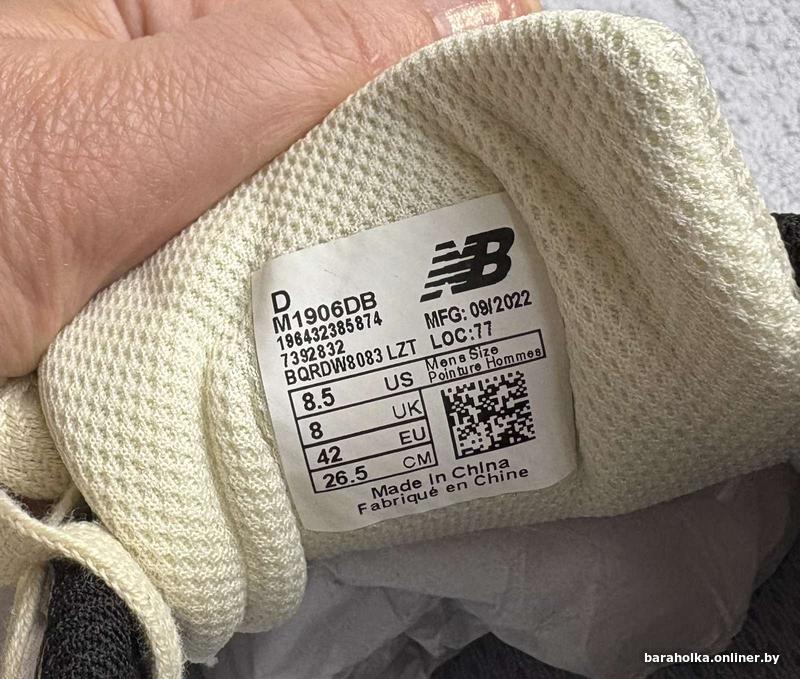 NB
D
M1906DB
196432385874
7392832
BQRDW8083 LZT
MFG: 09/2022
LOC:77
Mens Size
Pointure Hommes
8.5 US
8 UK
42 EU
26.5 CM
Made in China
Fabriqué en Chine
baraholka.onliner.by